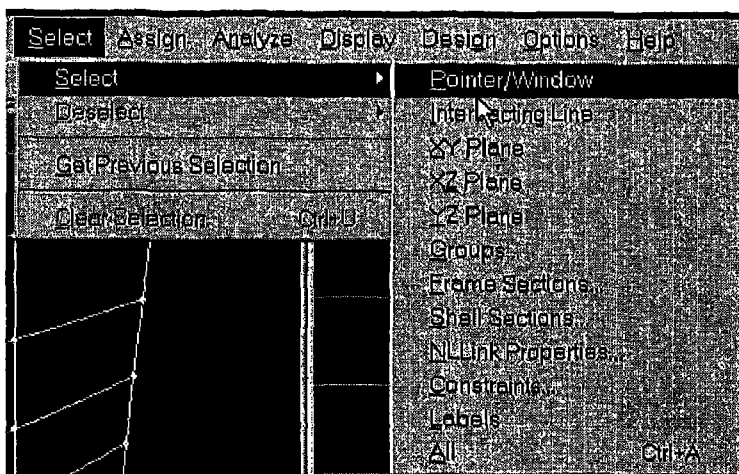 Select Assign Analyze Display Design Options Help
Select
Deselect
Get Previous Selection
Clear Selection Ctrl+U
Pointer/Window
Intersecting Line
XY Plane
XZ Plane
YZ Plane
Groups...
Frame Sections...
Shell Sections...
NLLink Properties...
Constraints...
Labels
All Ctrl+A